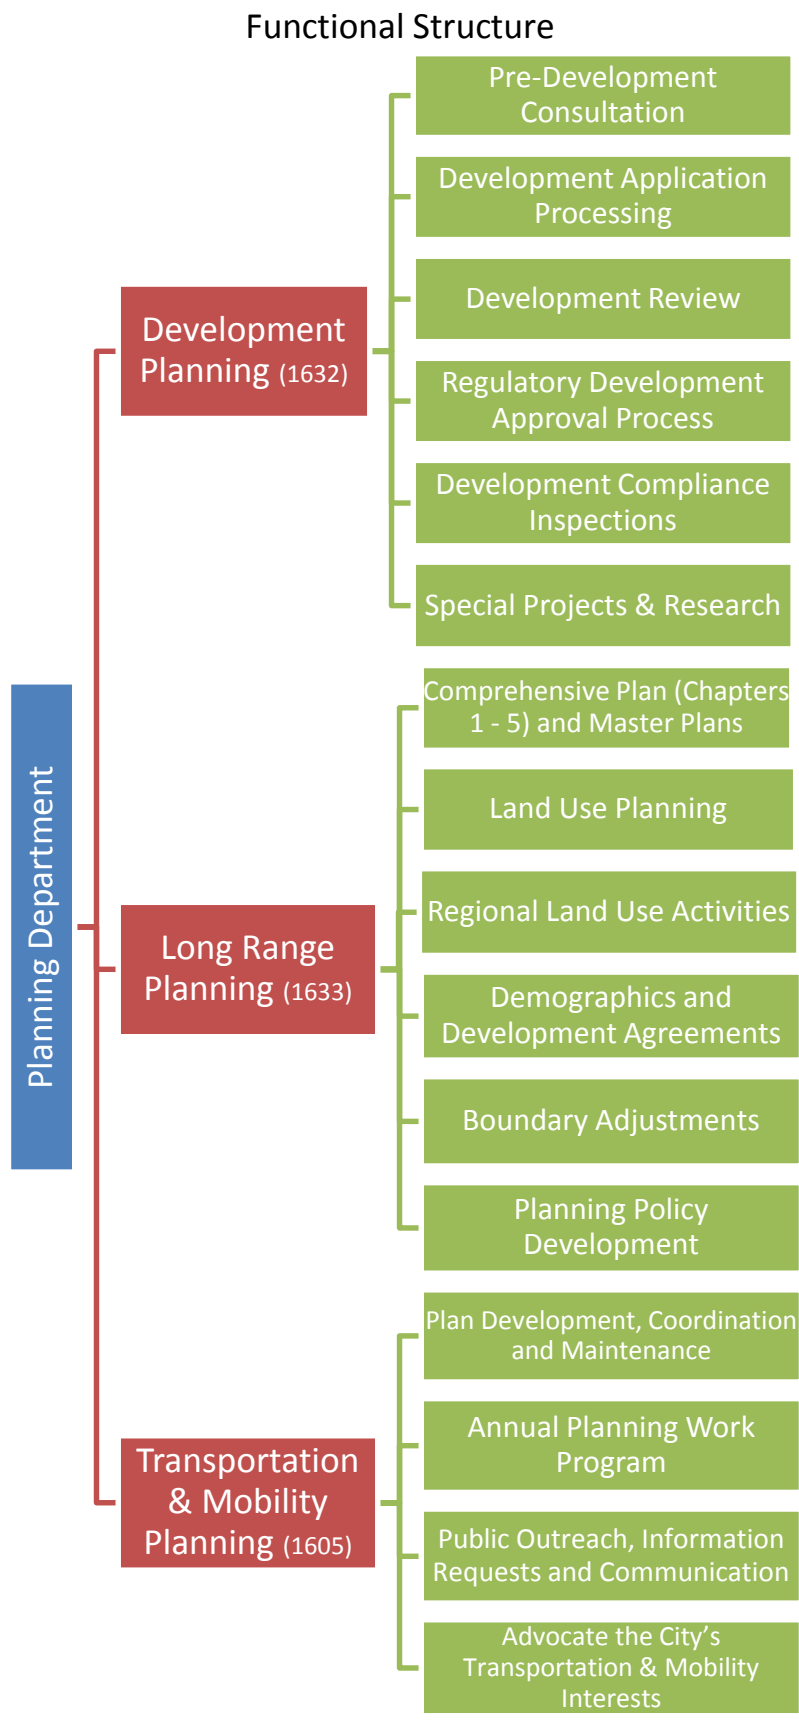 Functional Structure
Pre-Development
Consultation
Development Application
Processing
Development Review
Development
Planning (1632)
Regulatory Development
Approval Process
Development Compliance
Inspections
Special Projects & Research
Planning Department
Comprehensive Plan (Chapters
1 - 5) and Master Plans
Land Use Planning
Regional Land Use Activities
Long Range
Planning (1633)
Demographics and
Development Agreements
Boundary Adjustments
Planning Policy
Development
Plan Development, Coordination
and Maintenance
Annual Planning Work
Program
Transportation
& Mobility
Planning (1605)
Public Outreach, Information
Requests and Communication
Advocate the City’s
Transportation & Mobility
Interests